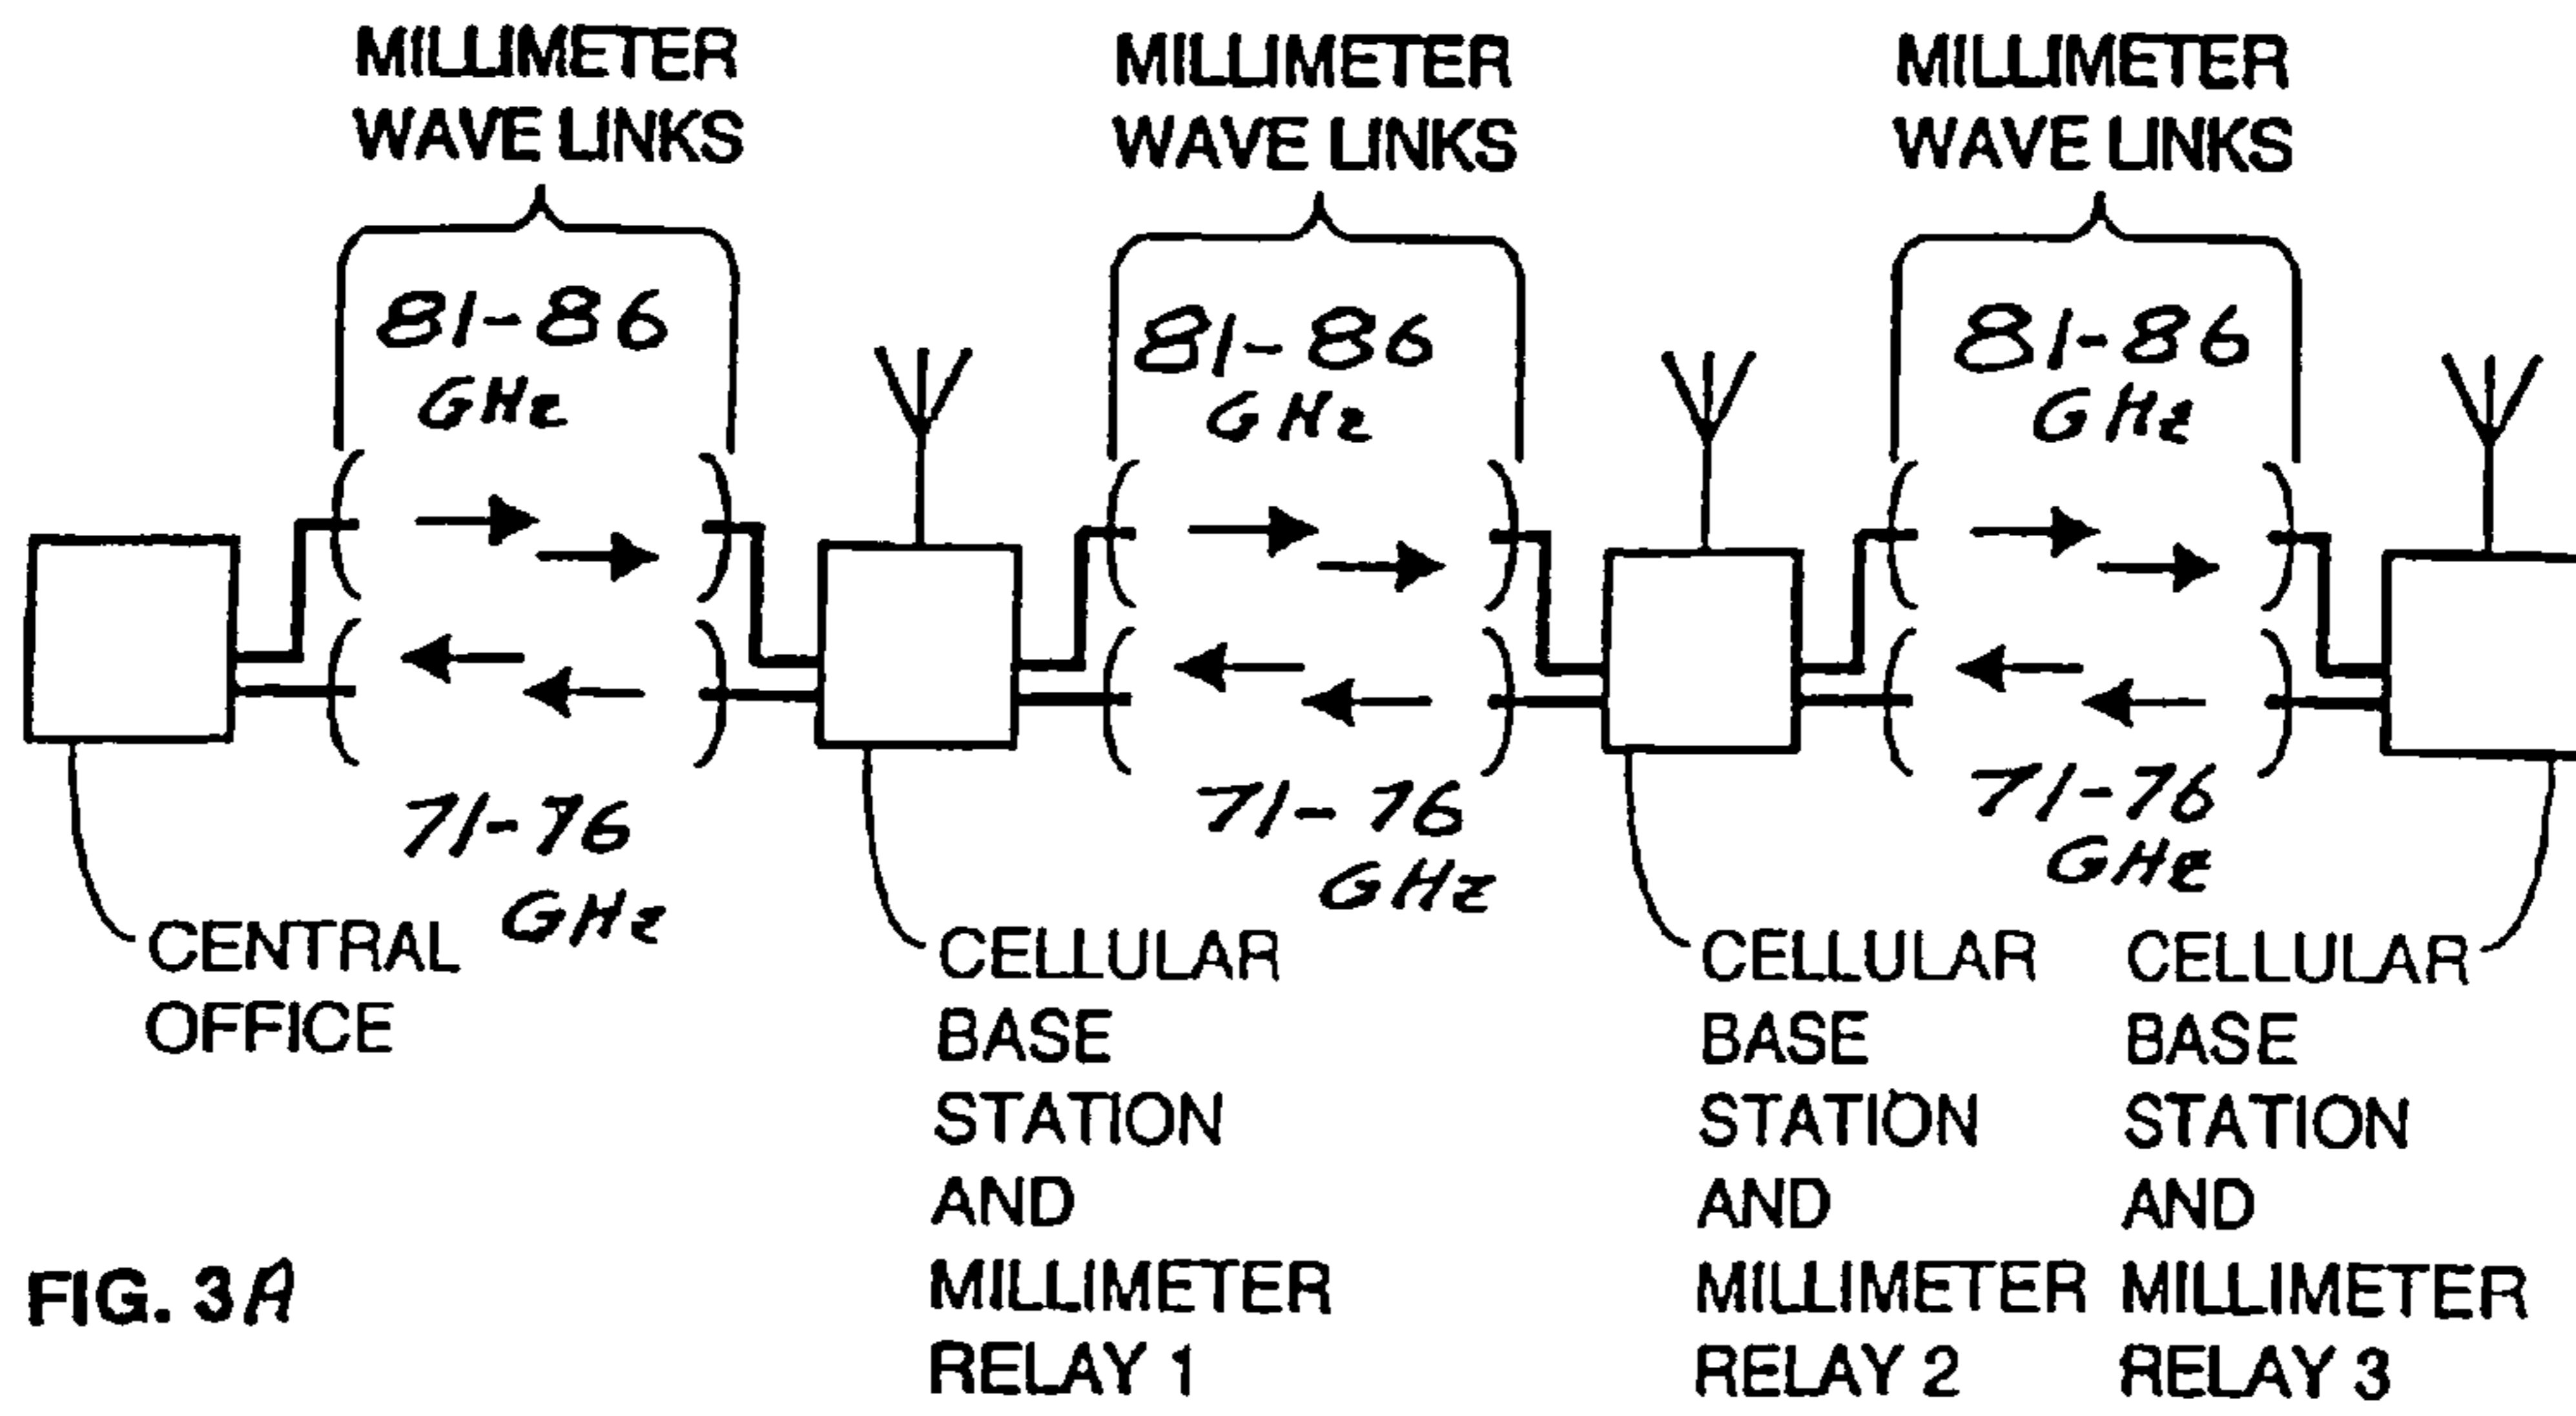 MILLIMETER
WAVE LINKS
MILLIMETER
WAVE LINKS
MILLIMETER
WAVE LINKS
81-86
GHz
81-86
GHz
81-86
GHz
71-76
GHz
71-76
GHz
71-76
GHz
CENTRAL
OFFICE
CELLULAR
BASE
STATION
AND
MILLIMETER
RELAY 1
CELLULAR
BASE
STATION
AND
MILLIMETER
RELAY 2
CELLULAR
BASE
STATION
AND
MILLIMETER
RELAY 3
FIG. 3A